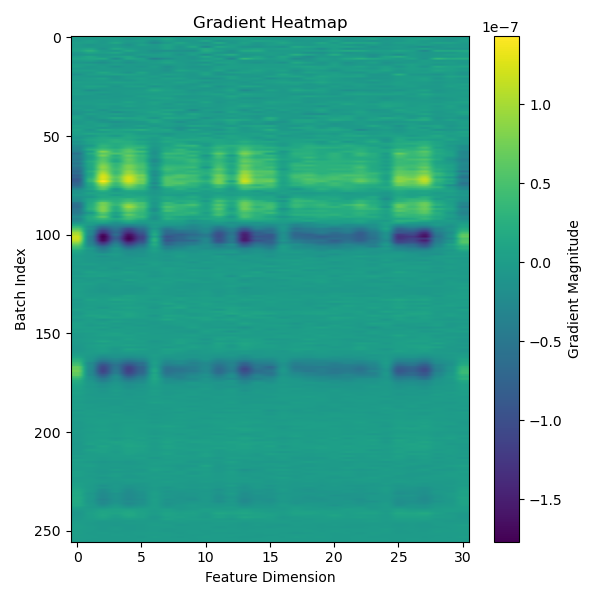 Gradient Heatmap
1e−7
0
50
100
150
200
250
Batch Index
0 5 10 15 20 25 30
Feature Dimension
1.0
0.5
0.0
−0.5
−1.0
−1.5
Gradient Magnitude